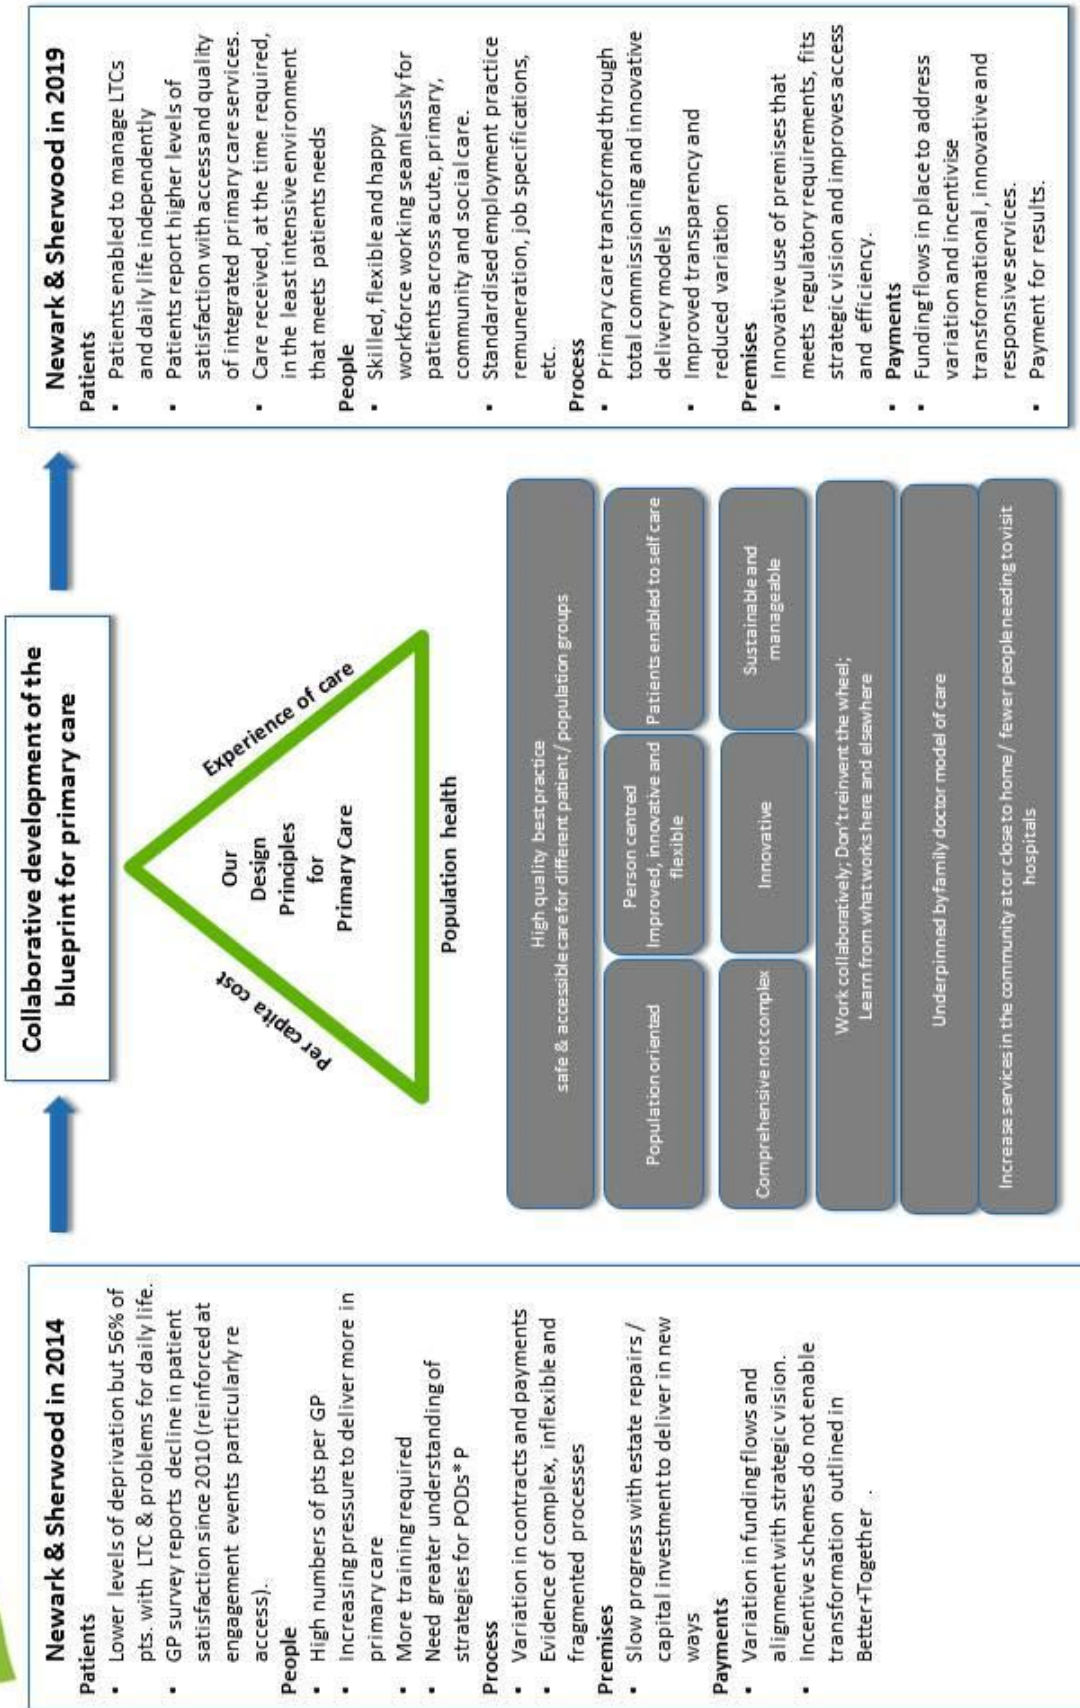 Newark & Sherwood in 2014
Patients
▪ Lower levels of deprivation but 56% of
pts. with LTC & problems for daily life.
▪ GP survey reports decline in patient
satisfaction since 2010 (reinforced at
engagement events particularly re
access).
People
▪ High numbers of pts per GP
▪ Increasing pressure to deliver more in
primary care
▪ More training required
▪ Need greater understanding of
strategies for PODs* P
Process
▪ Variation in contracts and payments
▪ Evidence of complex, inflexible and
fragmented processes
Premises
▪ Slow progress with estate repairs /
capital investment to deliver in new
ways
Payments
▪ Variation in funding flows and
alignment with strategic vision.
▪ Incentive schemes do not enable
transformation outlined in
Better+Together .
Collaborative development of the
blueprint for primary care
Per capita cost
Experience of care
Our
Design
Principles
for
Primary Care
Population health
High quality best practice
safe & accessible care for different patient / population groups
Population oriented
Person centred
Improved, innovative and
flexible
Patients enabled to self care
Comprehensive not complex
Innovative
Sustainable and
manageable
Work collaboratively; Don't reinvent the wheel;
Learn from what works here and elsewhere
Underpinned by family doctor model of care
Increase services in the community at or close to home / fewer people needing to visit
hospitals
Newark & Sherwood in 2019
Patients
▪ Patients enabled to manage LTCs
and daily life independently
▪ Patients report higher levels of
satisfaction with access and quality
of integrated primary care services.
▪ Care received, at the time required,
in the least intensive environment
that meets patients needs
People
▪ Skilled, flexible and happy
workforce working seamlessly for
patients across acute, primary,
community and social care.
▪ Standardised employment practice
remuneration, job specifications,
etc.
Process
▪ Primary care transformed through
total commissioning and innovative
delivery models
▪ Improved transparency and
reduced variation
Premises
▪ Innovative use of premises that
meets regulatory requirements, fits
strategic vision and improves access
and efficiency.
▪ Payments
▪ Funding flows in place to address
variation and incentivise
transformational, innovative and
responsive services.
▪ Payment for results.